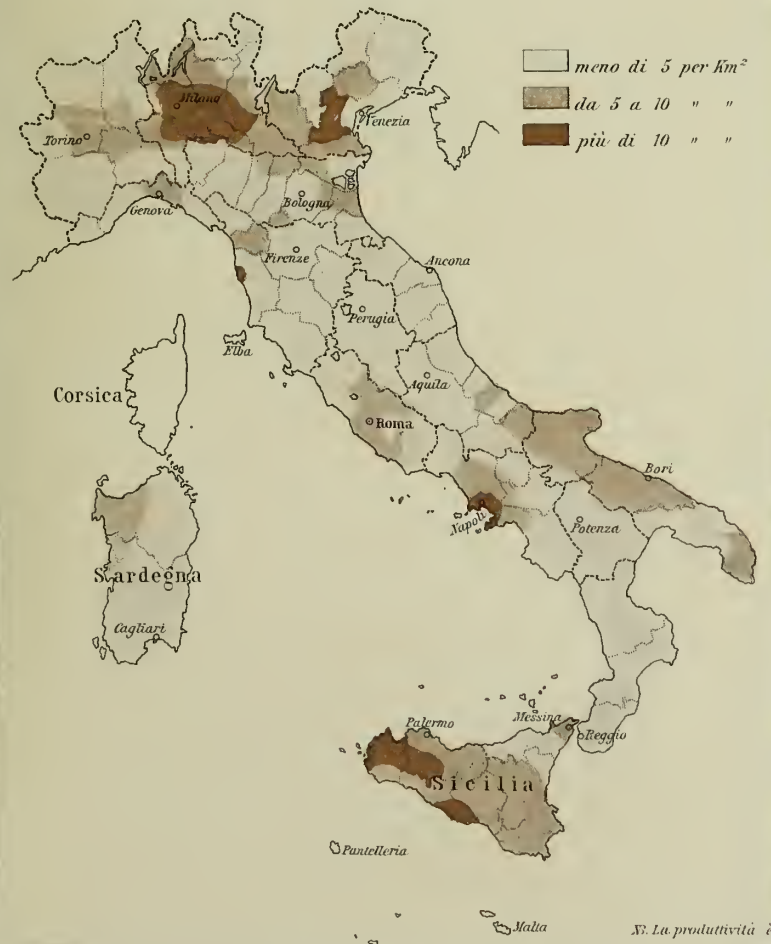 meno di 5 per Km²
da 5 a 10 " "
più di 10 " "
Milano
Torino
Venezia
Genova
Bologna
Firenze
Ancona
Perugia
Elba
Aquila
Corsica
Roma
Bori
Napoli
Potenza
Sardegna
Cagliari
Messina
Palermo
Reggio
Sicilia
Pantelleria
Malta
La produttività è